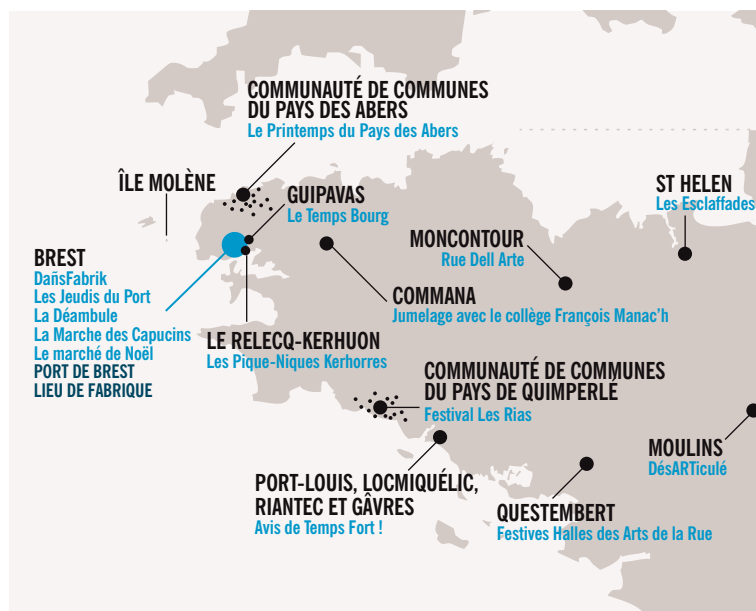 COMMUNAUTÉ DE COMMUNES
DU PAYS DES ABERS
Le Printemps du Pays des Abers
ÎLE MOLÈNE
GUIPAVAS
Le Temps Bourg
ST HELEN
Les Esclaffades
BREST
DañsFabrik
Les Jeudis du Port
La Déambule
La Marche des Capucins
Le marché de Noël
PORT DE BREST
LIEU DE FABRIQUE
MONCONTOUR
Rue Dell Arte
COMMANA
Jumelage avec le collège François Manac'h
LE RELECQ-KERHUON
Les Pique-Niques Kerhorres
COMMUNAUTÉ DE COMMUNES
DU PAYS DE QUIMPERLÉ
Festival Les Rias
MOULINS
DésARTiculé
PORT-LOUIS, LOCMIQUÉLIC,
RIANTEC ET GÂVRES
Avis de Temps Fort !
QUESTEMBERT
Festives Halles des Arts de la Rue